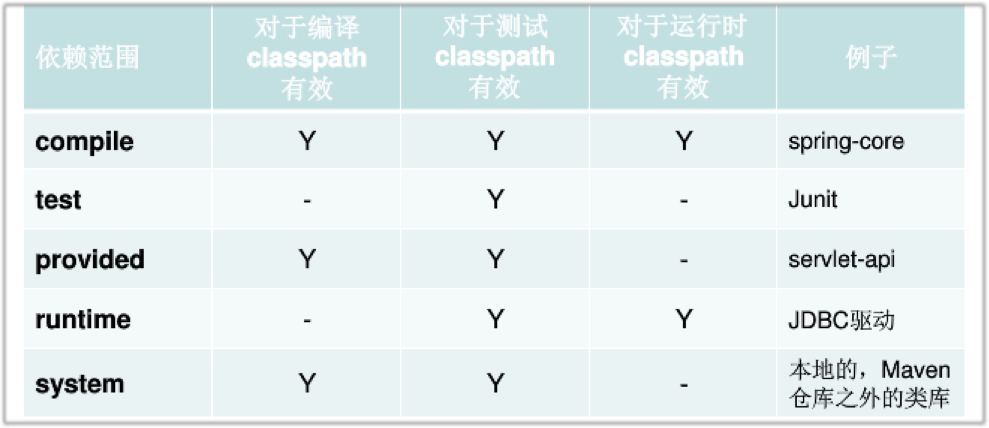 依赖范围
对于编译
classpath
有效
对于测试
classpath
有效
对于运行时
classpath
有效
例子
compile Y Y Y spring-core
test - Y - Junit
provided Y Y - servlet-api
runtime - Y Y JDBC驱动
system Y Y - 本地的，Maven
仓库之外的类库